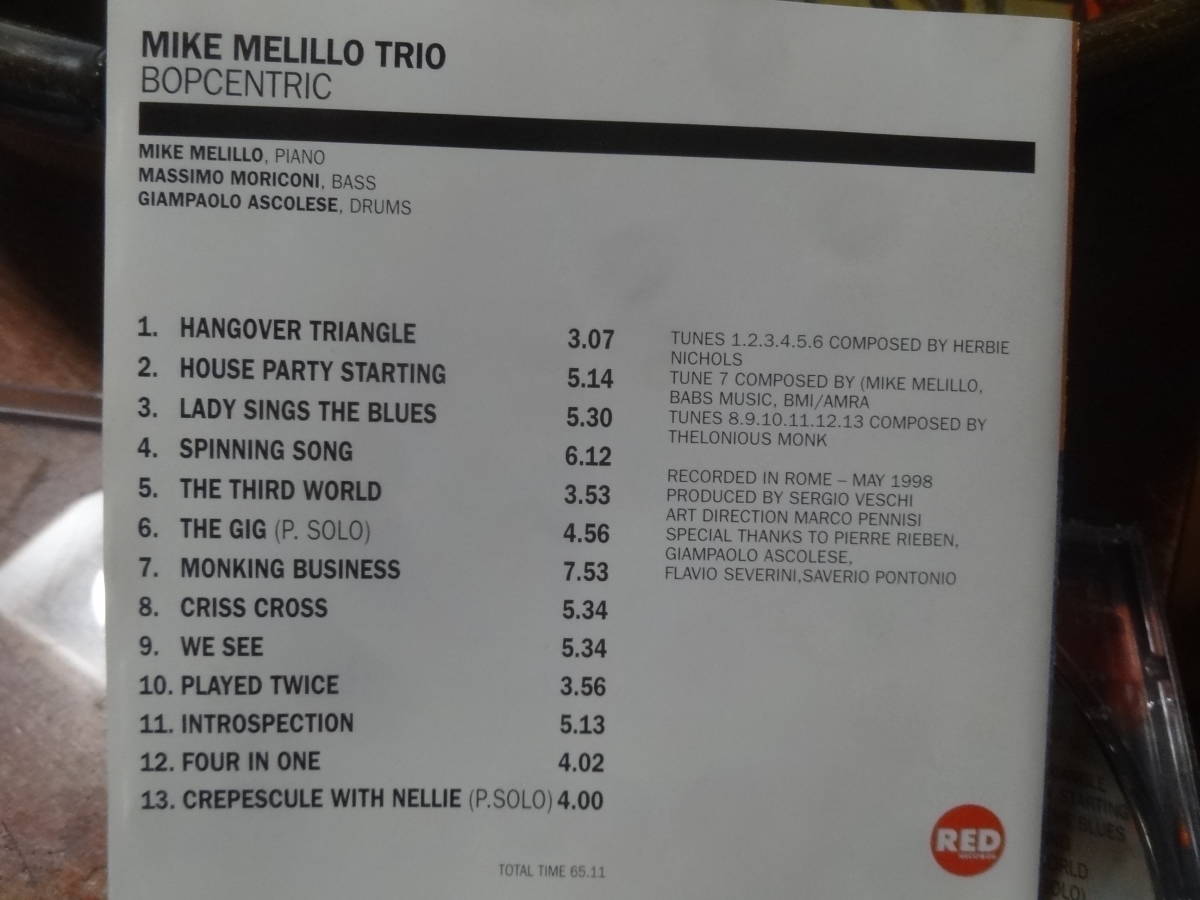 MIKE MELILLO TRIO
BOPCENTRIC
MIKE MELILLO, PIANO
MASSIMO MORICONI, BASS
GIAMPAOLO ASCOLESE, DRUMS
1. HANGOVER TRIANGLE 3.07
2. HOUSE PARTY STARTING 5.14
3. LADY SINGS THE BLUES 5.30
4. SPINNING SONG 6.12
5. THE THIRD WORLD 3.53
6. THE GIG (P. SOLO) 4.56
7. MONKING BUSINESS 7.53
8. CRISS CROSS 5.34
9. WE SEE 5.34
10. PLAYED TWICE 3.56
11. INTROSPECTION 5.13
12. FOUR IN ONE 4.02
13. CREPESCULE WITH NELLIE (P.SOLO) 4.00
TOTAL TIME 65.11
TUNES 1.2.3.4.5.6 COMPOSED BY HERBIE
NICHOLS
TUNE 7 COMPOSED BY (MIKE MELILLO,
BABS MUSIC, BMI/AMRA
TUNES 8.9.10.11.12.13 COMPOSED BY
THELONIOUS MONK
RECORDED IN ROME – MAY 1998
PRODUCED BY SERGIO VESCHI
ART DIRECTION MARCO PENNISI
SPECIAL THANKS TO PIERRE RIEBEN,
GIAMPAOLO ASCOLESE,
FLAVIO SEVERINI,SAVERIO PONTONIO
RED
RECORDS
STARTING
BLUES